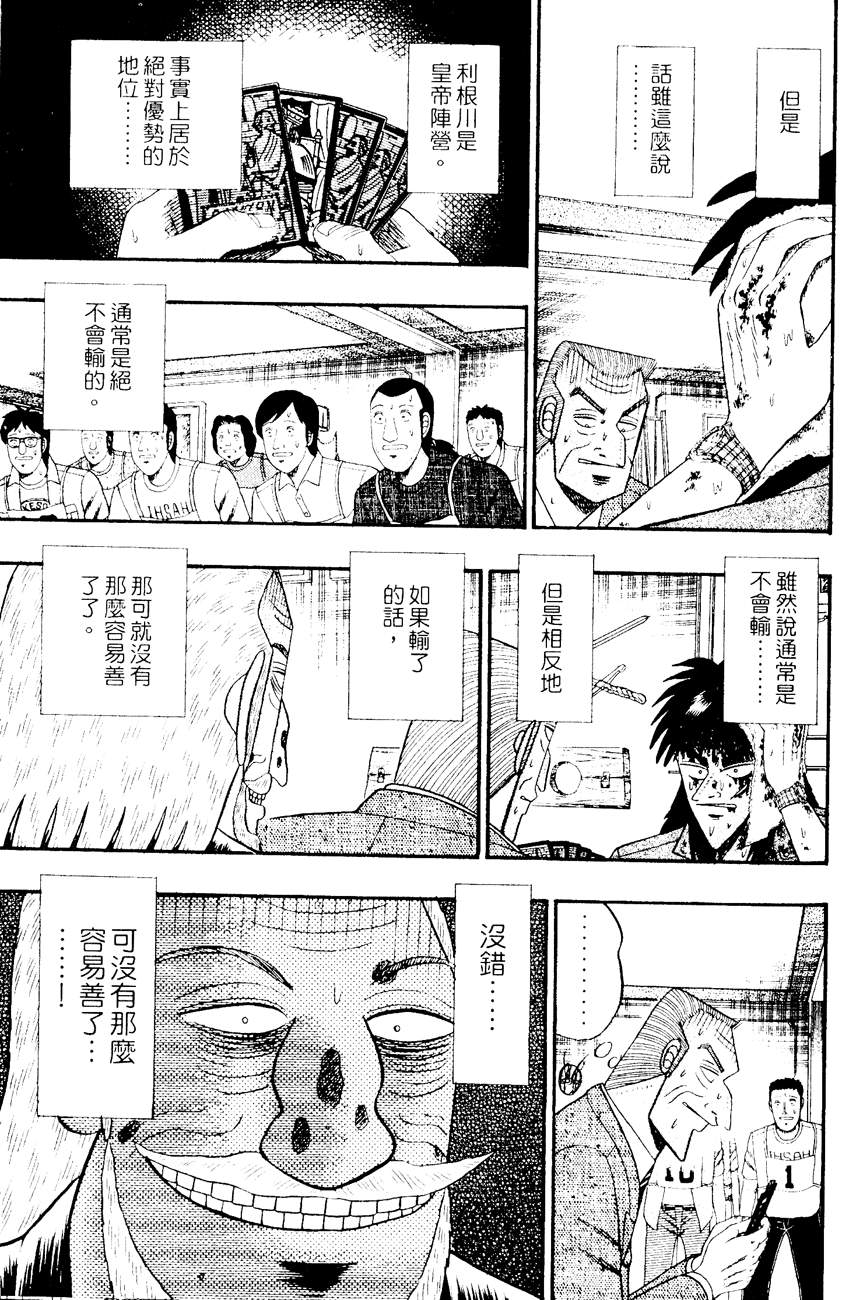 但是
話雖這麼說
…………
利根川是
皇帝陣營。
事實上居於
絕對優勢的
地位………
通常是絕
不會輸的。
IHSAH
雖然說通常是
不會輸………
但是相反地
如果輸了
的話，
那可就沒有
那麼容易善
了了。
……
IHSAH
10
1
沒錯……
可沒有那麼
容易善了…
……！